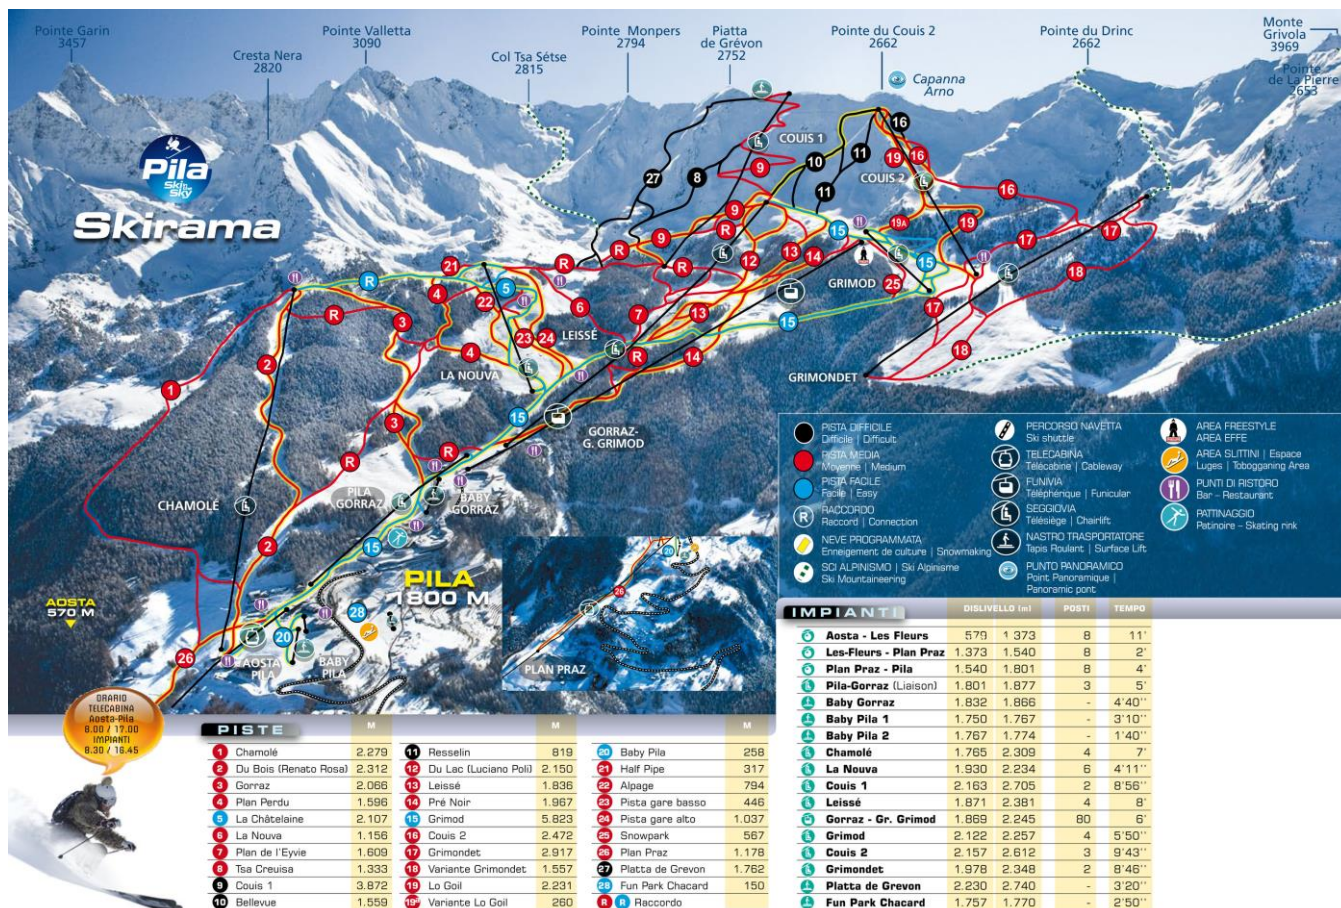 Pointe Garin
3457
Cresta Nera
2820
Pointe Valletta
3090
Col Tsa Sétse
2815
Pointe Monpers
2794
Piatta
de Grévon
2752
Pointe du Couis 2
2662
Capanna
Arno
Pointe du Drinc
2662
Monte
Grivola
3969
Pointe
de La Pierre
2653
Pila
Ski in the Sky
Skirama
COUIS 1
COUIS 2
GRIMOD
GRIMONDET
LEISSÈ
LA NOUVA
GORRAZ-
G. GRIMOD
CHAMOLÈ
PILA
GORRAZ
BABY
GORRAZ
PILA
1800 M
AOSTA
570 M
AOSTA
PILA
BABY
PILA
PLAN PRAZ
ORARIO
TELECABINA
Aosta-Pila
8.00 / 17.00
IMPIANTI
8.30 / 16.45
PISTA DIFFICILE
Difficile | Difficult
PISTA MEDIA
Moyenne | Medium
PISTA FACILE
Facile | Easy
R RACCORDO
Raccord | Connection
NEVE PROGRAMMATA
Enneigement de culture | Snowmaking
SCI ALPINISMO | Ski Alpinisme
Ski Mountaineering
PERCORSO NAVETTA
Ski shuttle
TELECABINA
Télécabine | Cableway
FUNIVIA
Téléphérique | Funicular
SEGGIOVIA
Télésiège | Chairlift
NASTRO TRASPORTATORE
Tapis Roulant | Surface Lift
PUNTO PANORAMICO
Point Panoramique |
Panoramic pont
AREA FREESTYLE
AREA EFFE
AREA SLITTINI | Espace
Luges | Tobogganing Area
PUNTI DI RISTORO
Bar – Restaurant
PATTINAGGIO
Patinoire – Skating rink
PISTE M M M
1 Chamolé 2.279
2 Du Bois (Renato Rosa) 2.312
3 Gorraz 2.066
4 Plan Perdu 1.596
5 La Châtelaine 2.107
6 La Nouva 1.156
7 Plan de l'Eyvie 1.609
8 Tsa Creuisa 1.333
9 Couis 1 3.872
10 Bellevue 1.559
11 Resselin 819
12 Du Lac (Luciano Poli) 2.150
13 Leissé 1.836
14 Pré Noir 1.967
15 Grimod 5.823
16 Couis 2 2.472
17 Grimondet 2.917
18 Variante Grimondet 1.557
19 Lo Goil 2.231
Variante Lo Goil 260
20 Baby Pila 258
21 Half Pipe 317
22 Alpage 794
23 Pista gare basso 446
24 Pista gare alto 1.037
25 Snowpark 567
26 Plan Praz 1.178
27 Platta de Grevon 1.762
28 Fun Park Chacard 150
R R Raccordo
IMPIANTI DISLIVELLO (m) POSTI TEMPO
Aosta - Les Fleurs 579 1 373 8 11'
Les-Fleurs - Plan Praz 1.373 1.540 8 2'
Plan Praz - Pila 1.540 1.801 8 4'
Pila-Gorraz (Liaison) 1.801 1.877 3 5'
Baby Gorraz 1.832 1.866 - 4'40''
Baby Pila 1 1.750 1.767 - 3'10''
Baby Pila 2 1.767 1.774 - 1'40''
Chamolè 1.765 2.309 4 7'
La Nouva 1.930 2.234 6 4'11''
Couis 1 2.163 2.705 2 8'56''
Leissè 1.871 2.381 4 8'
Gorraz - Gr. Grimod 1.869 2.245 80 6'
Grimod 2.122 2.257 4 5'50''
Couis 2 2.157 2.612 3 9'43''
Grimondet 1.978 2.348 2 8'46''
Platta de Grevon 2.230 2.740 - 3'20''
Fun Park Chacard 1.757 1.770 - 2'50''